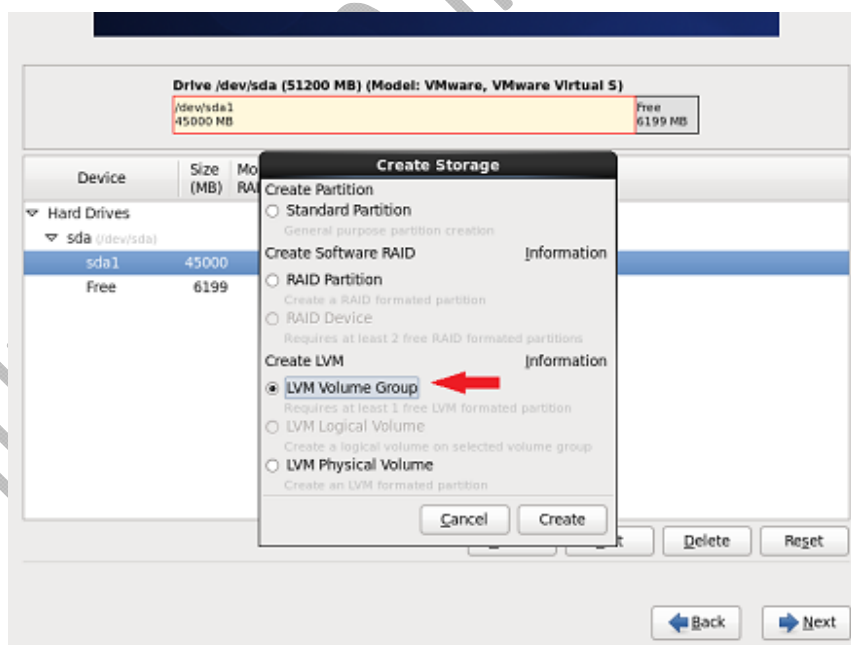 Drive /dev/sda (51200 MB) (Model: VMware, VMware Virtual S)
/dev/sda1
45000 MB
Free
6199 MB
Device
Size
(MB)
Mo
RAI
Hard Drives
sda (/dev/sda)
sda1 45000
Free 6199
Create Storage
Create Partition
Standard Partition
General purpose partition creation
Create Software RAID Information
RAID Partition
Create a RAID formated partition
RAID Device
Requires at least 2 free RAID formated partitions
Create LVM Information
LVM Volume Group
Requires at least 1 free LVM formated partition
LVM Logical Volume
Create a logical volume on selected volume group
LVM Physical Volume
Create an LVM formated partition
Cancel Create
Delete Reset
Back Next